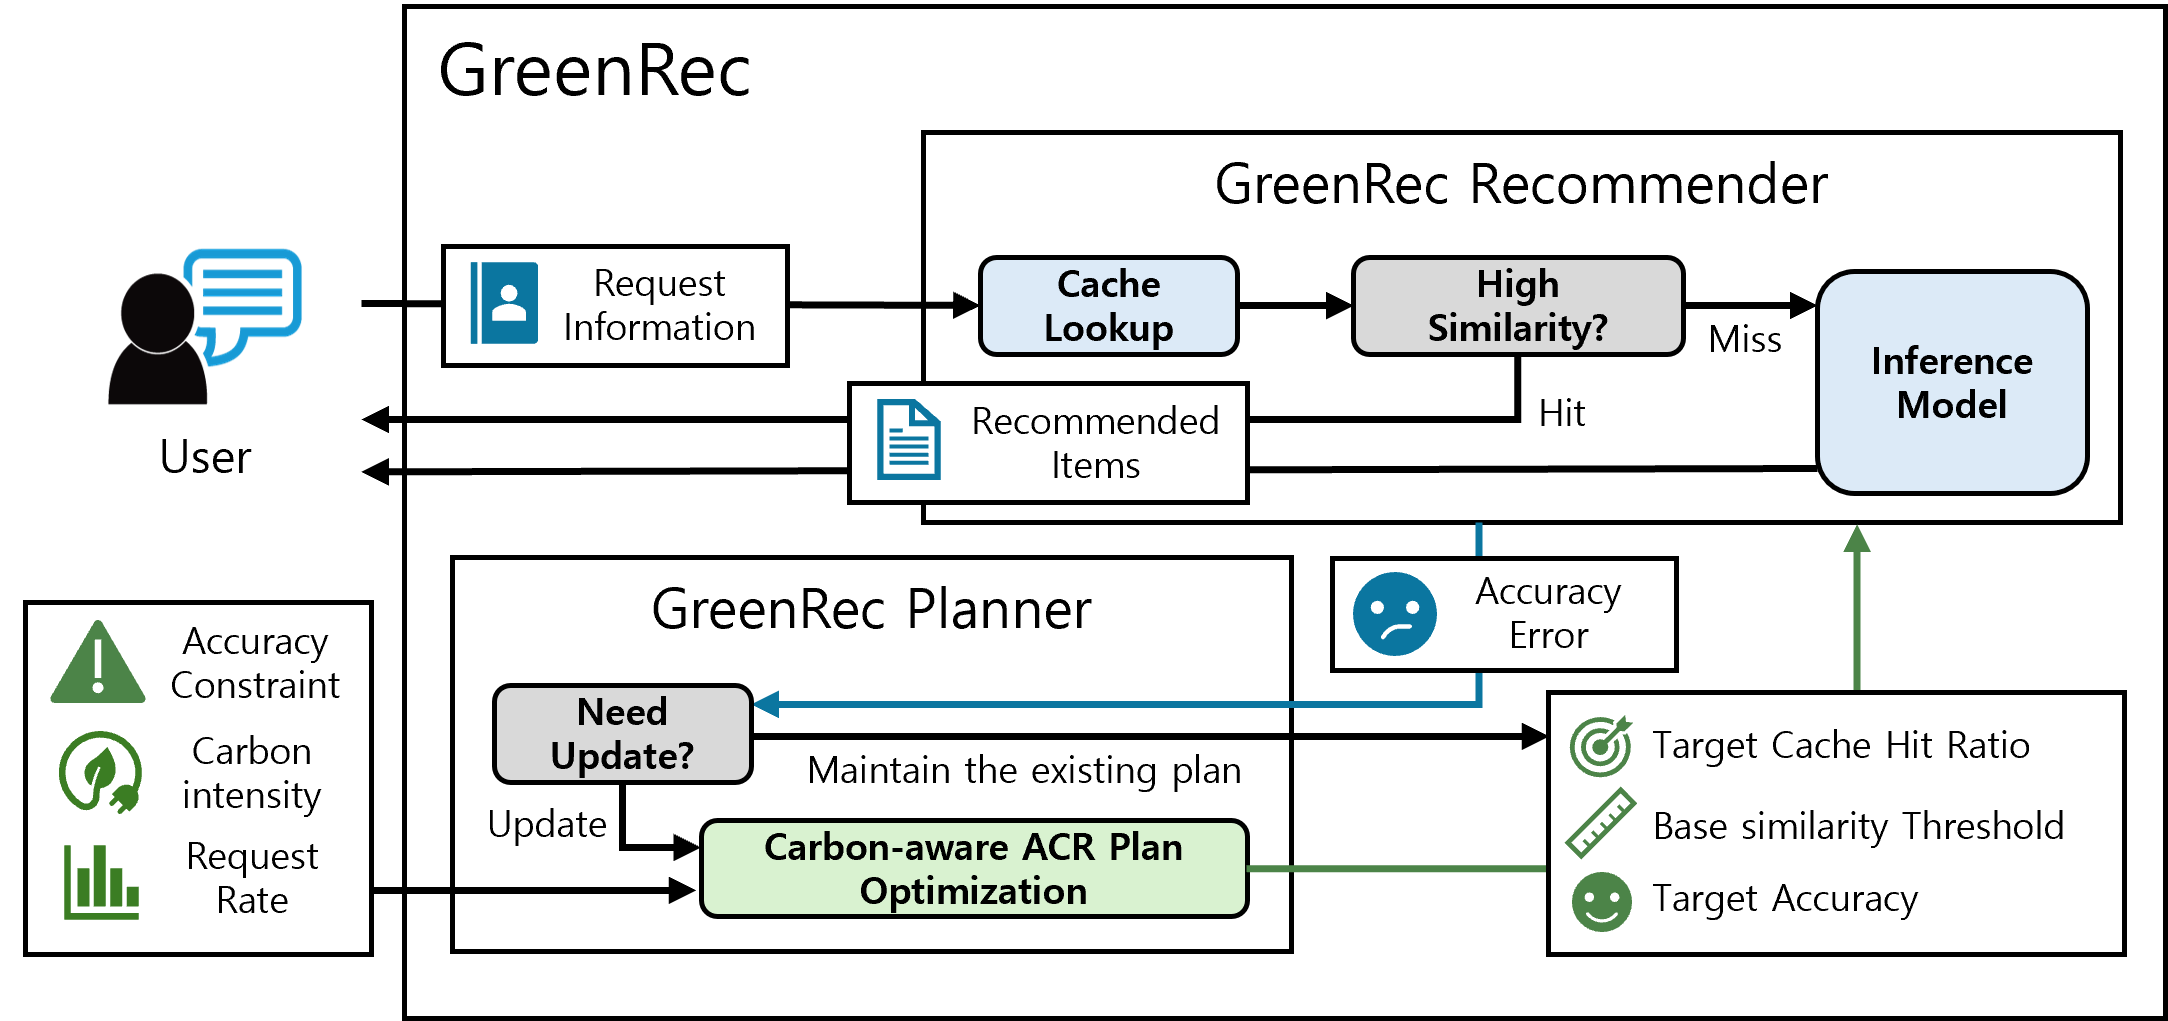 GreenRec
GreenRec Recommender
Request
Information
Cache
Lookup
High
Similarity?
Miss
Inference
Model
Hit
Recommended
Items
User
Accuracy
Error
GreenRec Planner
Need
Update?
Maintain the existing plan
Update
Carbon-aware ACR Plan
Optimization
Accuracy
Constraint
Carbon
intensity
Request
Rate
Target Cache Hit Ratio
Base similarity Threshold
Target Accuracy